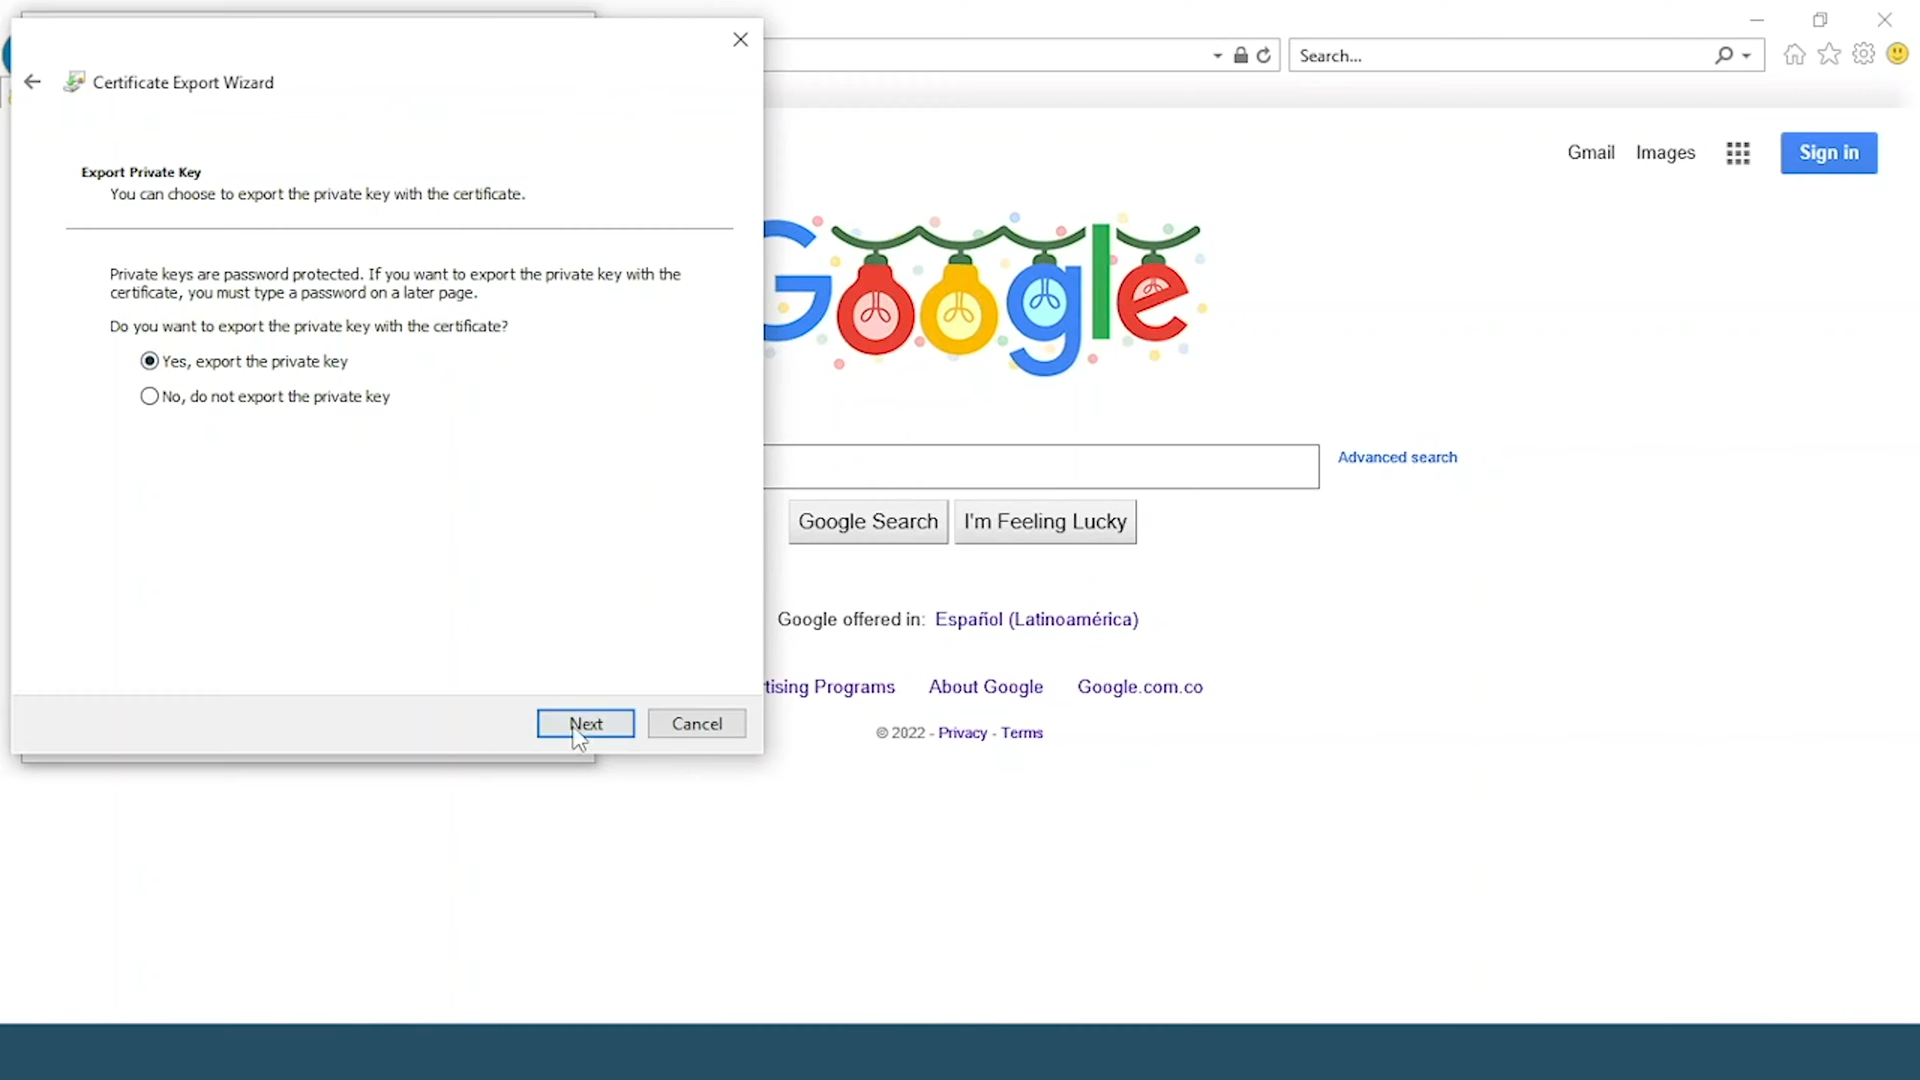 Certificate Export Wizard
Search...
Gmail
Images
Sign in
Export Private Key
You can choose to export the private key with the certificate.
Google
Private keys are password protected. If you want to export the private key with the
certificate, you must type a password on a later page.
Do you want to export the private key with the certificate?
Yes, export the private key
No, do not export the private key
Advanced search
Google Search
I'm Feeling Lucky
Google offered in: Español (Latinoamérica)
Programs
About Google
Google.com.co
Next
Cancel
© 2022 - Privacy - Terms